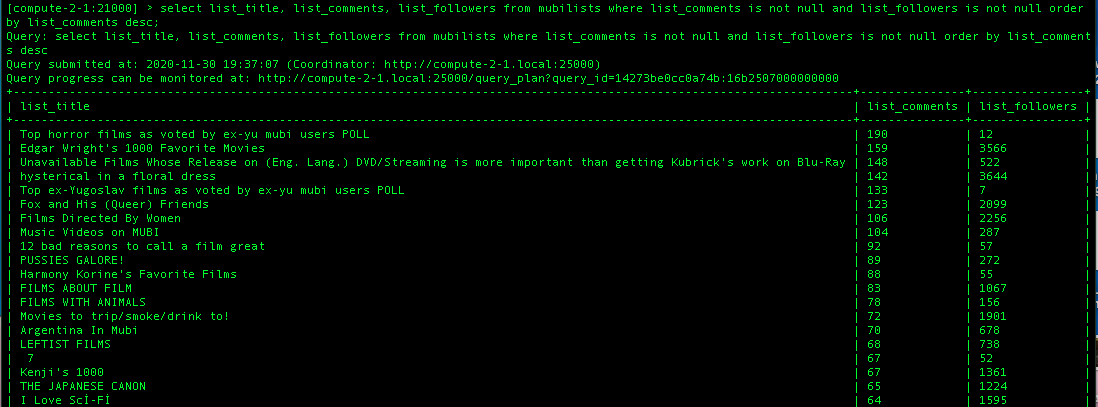 [compute-2-1:21000] > select list_title, list_comments, list_followers from mubilists where list_comments is not null and list_followers is not null order
by list_comments desc;
Query: select list_title, list_comments, list_followers from mubilists where list_comments is not null and list_followers is not null order by list_comment
s desc
Query submitted at: 2020-11-30 19:37:07 (Coordinator: http://compute-2-1.local:25000)
Query progress can be monitored at: http://compute-2-1.local:25000/query_plan?query_id=14273be0cc0a74b:16b2507000000000
| list_title | list_comments | list_followers |
| Top horror films as voted by ex-yu mubi users POLL | 190 | 12 |
| Edgar Wright's 1000 Favorite Movies | 159 | 3566 |
| Unavailable Films Whose Release on (Eng. Lang.) DVD/Streaming is more important than getting Kubrick's work on Blu-Ray | 148 | 522 |
| hysterical in a floral dress | 142 | 3644 |
| Top ex-Yugoslav films as voted by ex-yu mubi users POLL | 133 | 7 |
| Fox and His (Queer) Friends | 123 | 2099 |
| Films Directed By Women | 106 | 2256 |
| Music Videos on MUBI | 104 | 287 |
| 12 bad reasons to call a film great | 92 | 57 |
| PUSSIES GALORE! | 89 | 272 |
| Harmony Korine's Favorite Films | 88 | 55 |
| FILMS ABOUT FILM | 83 | 1067 |
| FILMS WITH ANIMALS | 78 | 156 |
| Movies to trip/smoke/drink to! | 72 | 1901 |
| Argentina In Mubi | 70 | 678 |
| LEFTIST FILMS | 68 | 738 |
| 7 | 67 | 52 |
| Kenji's 1000 | 67 | 1361 |
| THE JAPANESE CANON | 65 | 1224 |
| I Love Scİ-Fİ | 64 | 1595 |